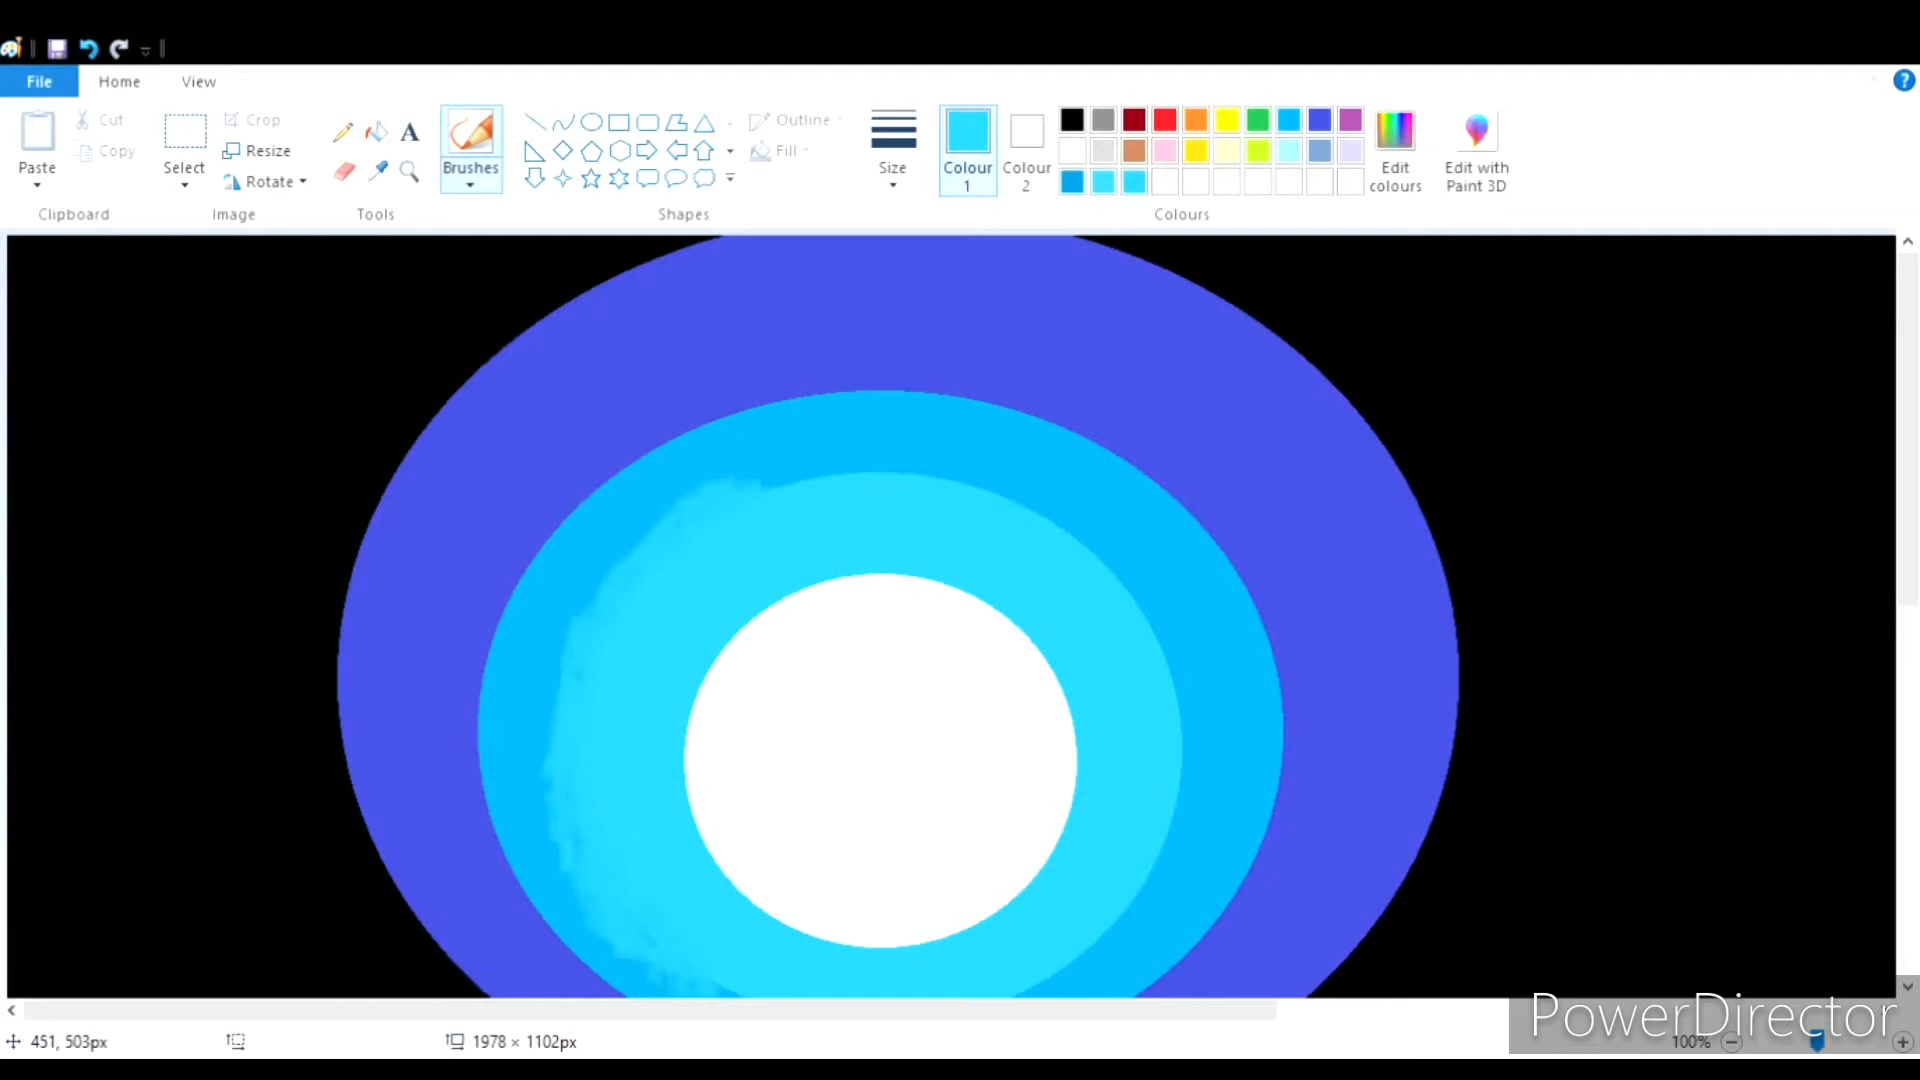 File Home View
Paste
Cut
Copy
Clipboard
Select
Crop
Resize
Rotate
Image
A
Tools
Brushes
Shapes
Outline
Fill
Size
Colour
1
Colour
2
Colours
Edit
colours
Edit with
Paint 3D
?
451, 503px
1978 × 1102px
100%
PowerDirector